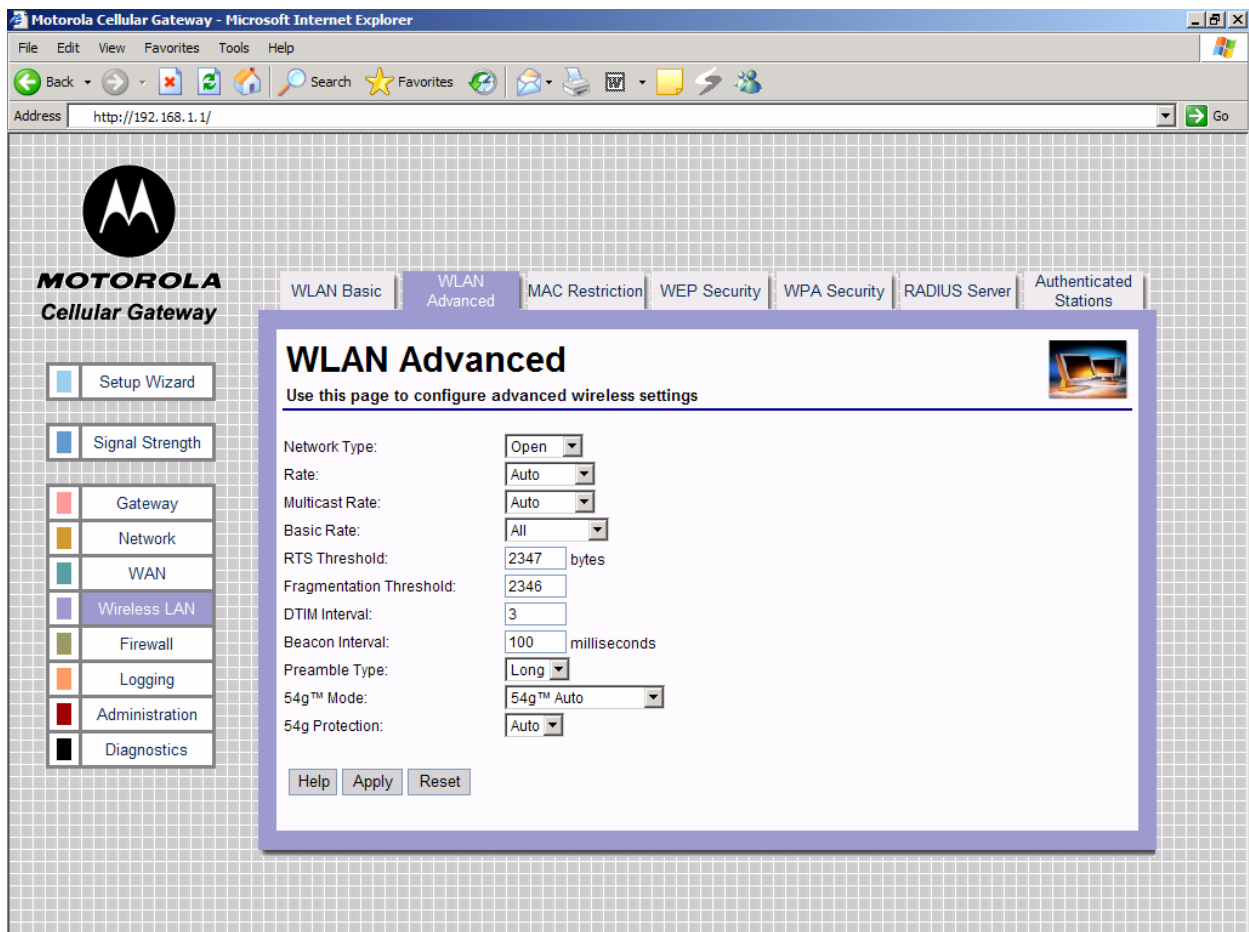 Motorola Cellular Gateway - Microsoft Internet Explorer
File Edit View Favorites Tools Help
Back Search Favorites
Address http://192.168.1.1/ Go
MOTOROLA
Cellular Gateway
WLAN Basic
WLAN Advanced
MAC Restriction
WEP Security
WPA Security
RADIUS Server
Authenticated Stations
Setup Wizard
Signal Strength
Gateway
Network
WAN
Wireless LAN
Firewall
Logging
Administration
Diagnostics
WLAN Advanced
Use this page to configure advanced wireless settings
Network Type: Open
Rate: Auto
Multicast Rate: Auto
Basic Rate: All
RTS Threshold: 2347 bytes
Fragmentation Threshold: 2346
DTIM Interval: 3
Beacon Interval: 100 milliseconds
Preamble Type: Long
54g™ Mode: 54g™ Auto
54g Protection: Auto
Help Apply Reset